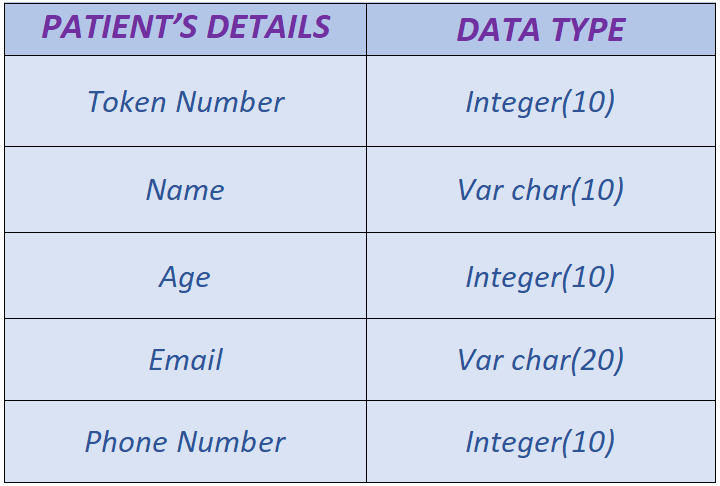 PATIENT’S DETAILS DATA TYPE
Token Number Integer(10)
Name Var char(10)
Age Integer(10)
Email Var char(20)
Phone Number Integer(10)